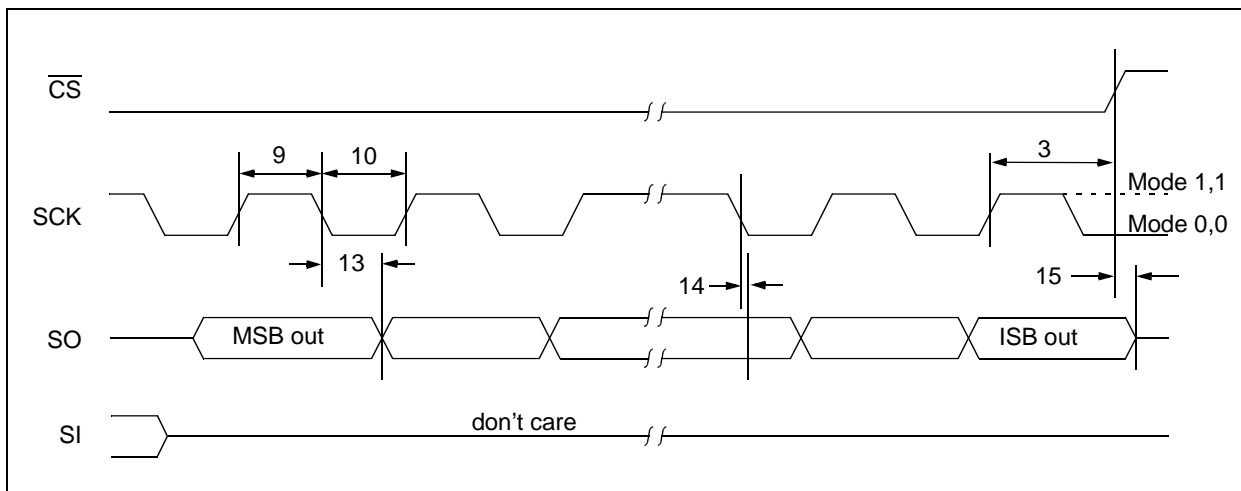 CS
9
10
3
SCK
Mode 1,1
Mode 0,0
13
14
15
SO
MSB out
ISB out
SI
don't care